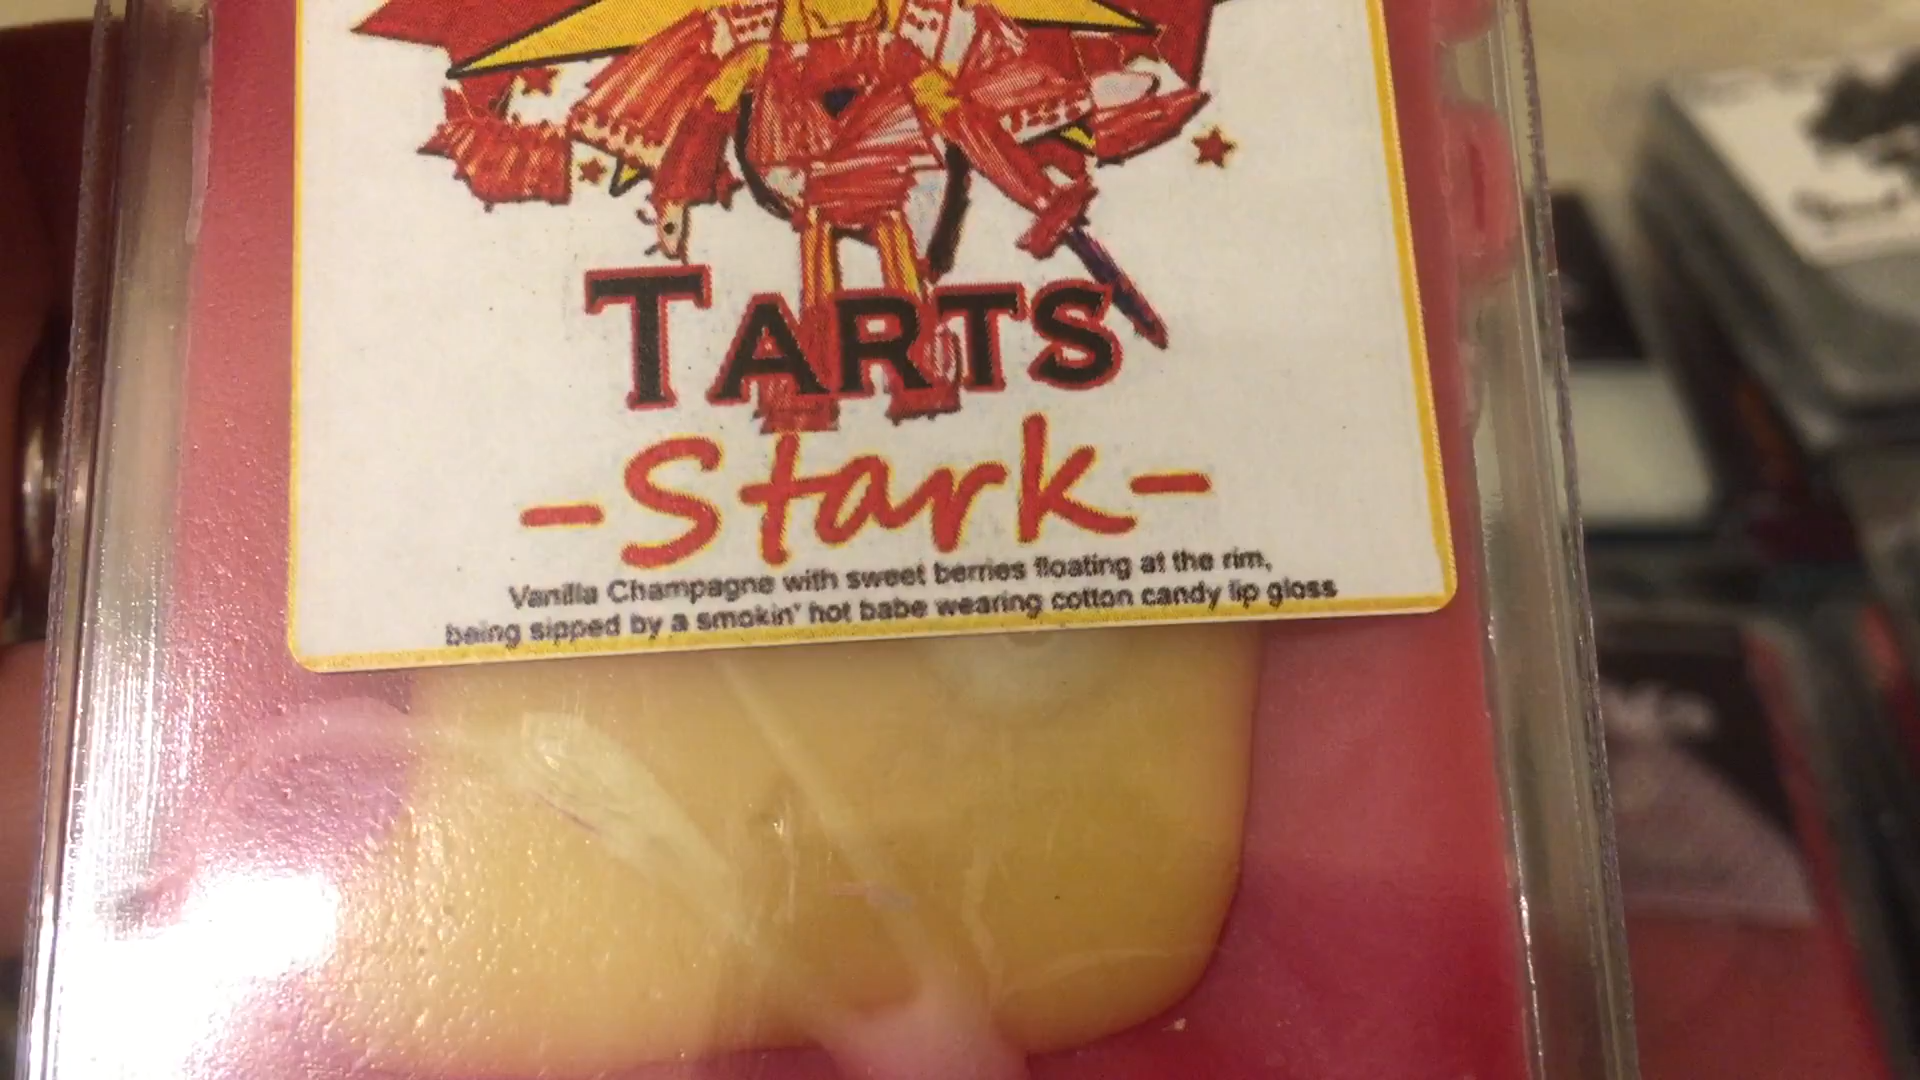 TARTS
-Stark-
Vanilla Champagne with sweet berries floating at the rim,
being sipped by a smokin' hot babe wearing cotton candy lip gloss